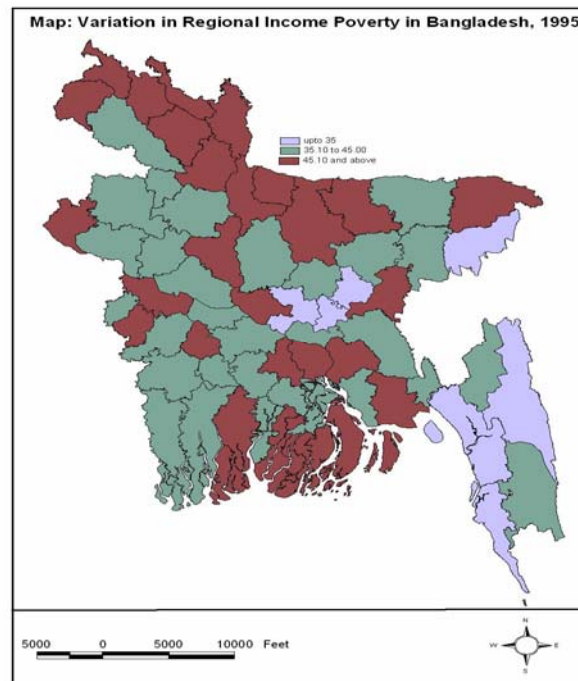 Map: Variation in Regional Income Poverty in Bangladesh, 1995
upto 35
35.10 to 45.00
45.10 and above
5000 0 5000 10000 Feet
N
W E
S